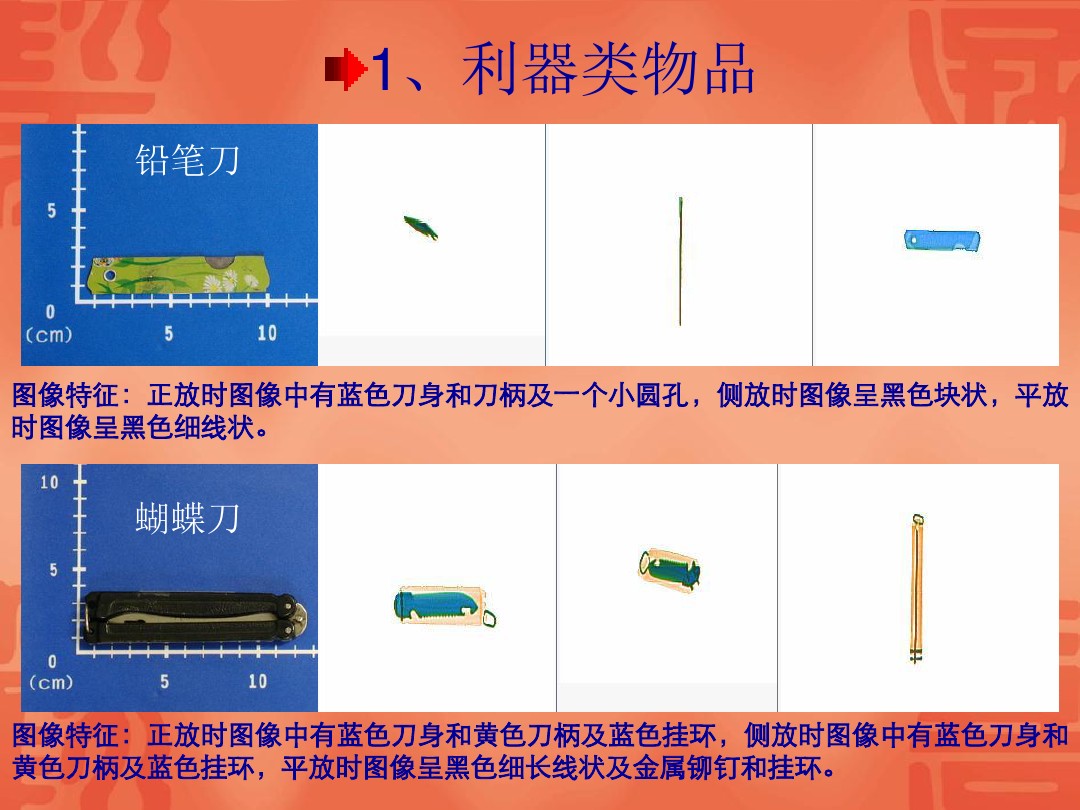 1、利器类物品
铅笔刀
5
0
(cm)
5
10
图像特征：正放时图像中有蓝色刀身和刀柄及一个小圆孔，侧放时图像呈黑色块状，平放
时图像呈黑色细线状。
10
蝴蝶刀
5
0
(cm)
5
10
图像特征：正放时图像中有蓝色刀身和黄色刀柄及蓝色挂环，侧放时图像中有蓝色刀身和
黄色刀柄及蓝色挂环，平放时图像呈黑色细长线状及金属铆钉和挂环。